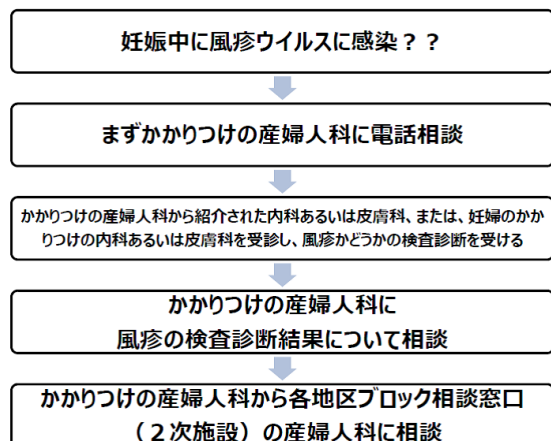 妊娠中に風疹ウイルスに感染？？
まずかかりつけの産婦人科に電話相談
かかりつけの産婦人科から紹介された内科あるいは皮膚科、または、妊婦のかか
りつけの内科あるいは皮膚科を受診し、風疹かどうかの検査診断を受ける
かかりつけの産婦人科に
風疹の検査診断結果について相談
かかりつけの産婦人科から各地区ブロック相談窓口
（２次施設）の産婦人科に相談